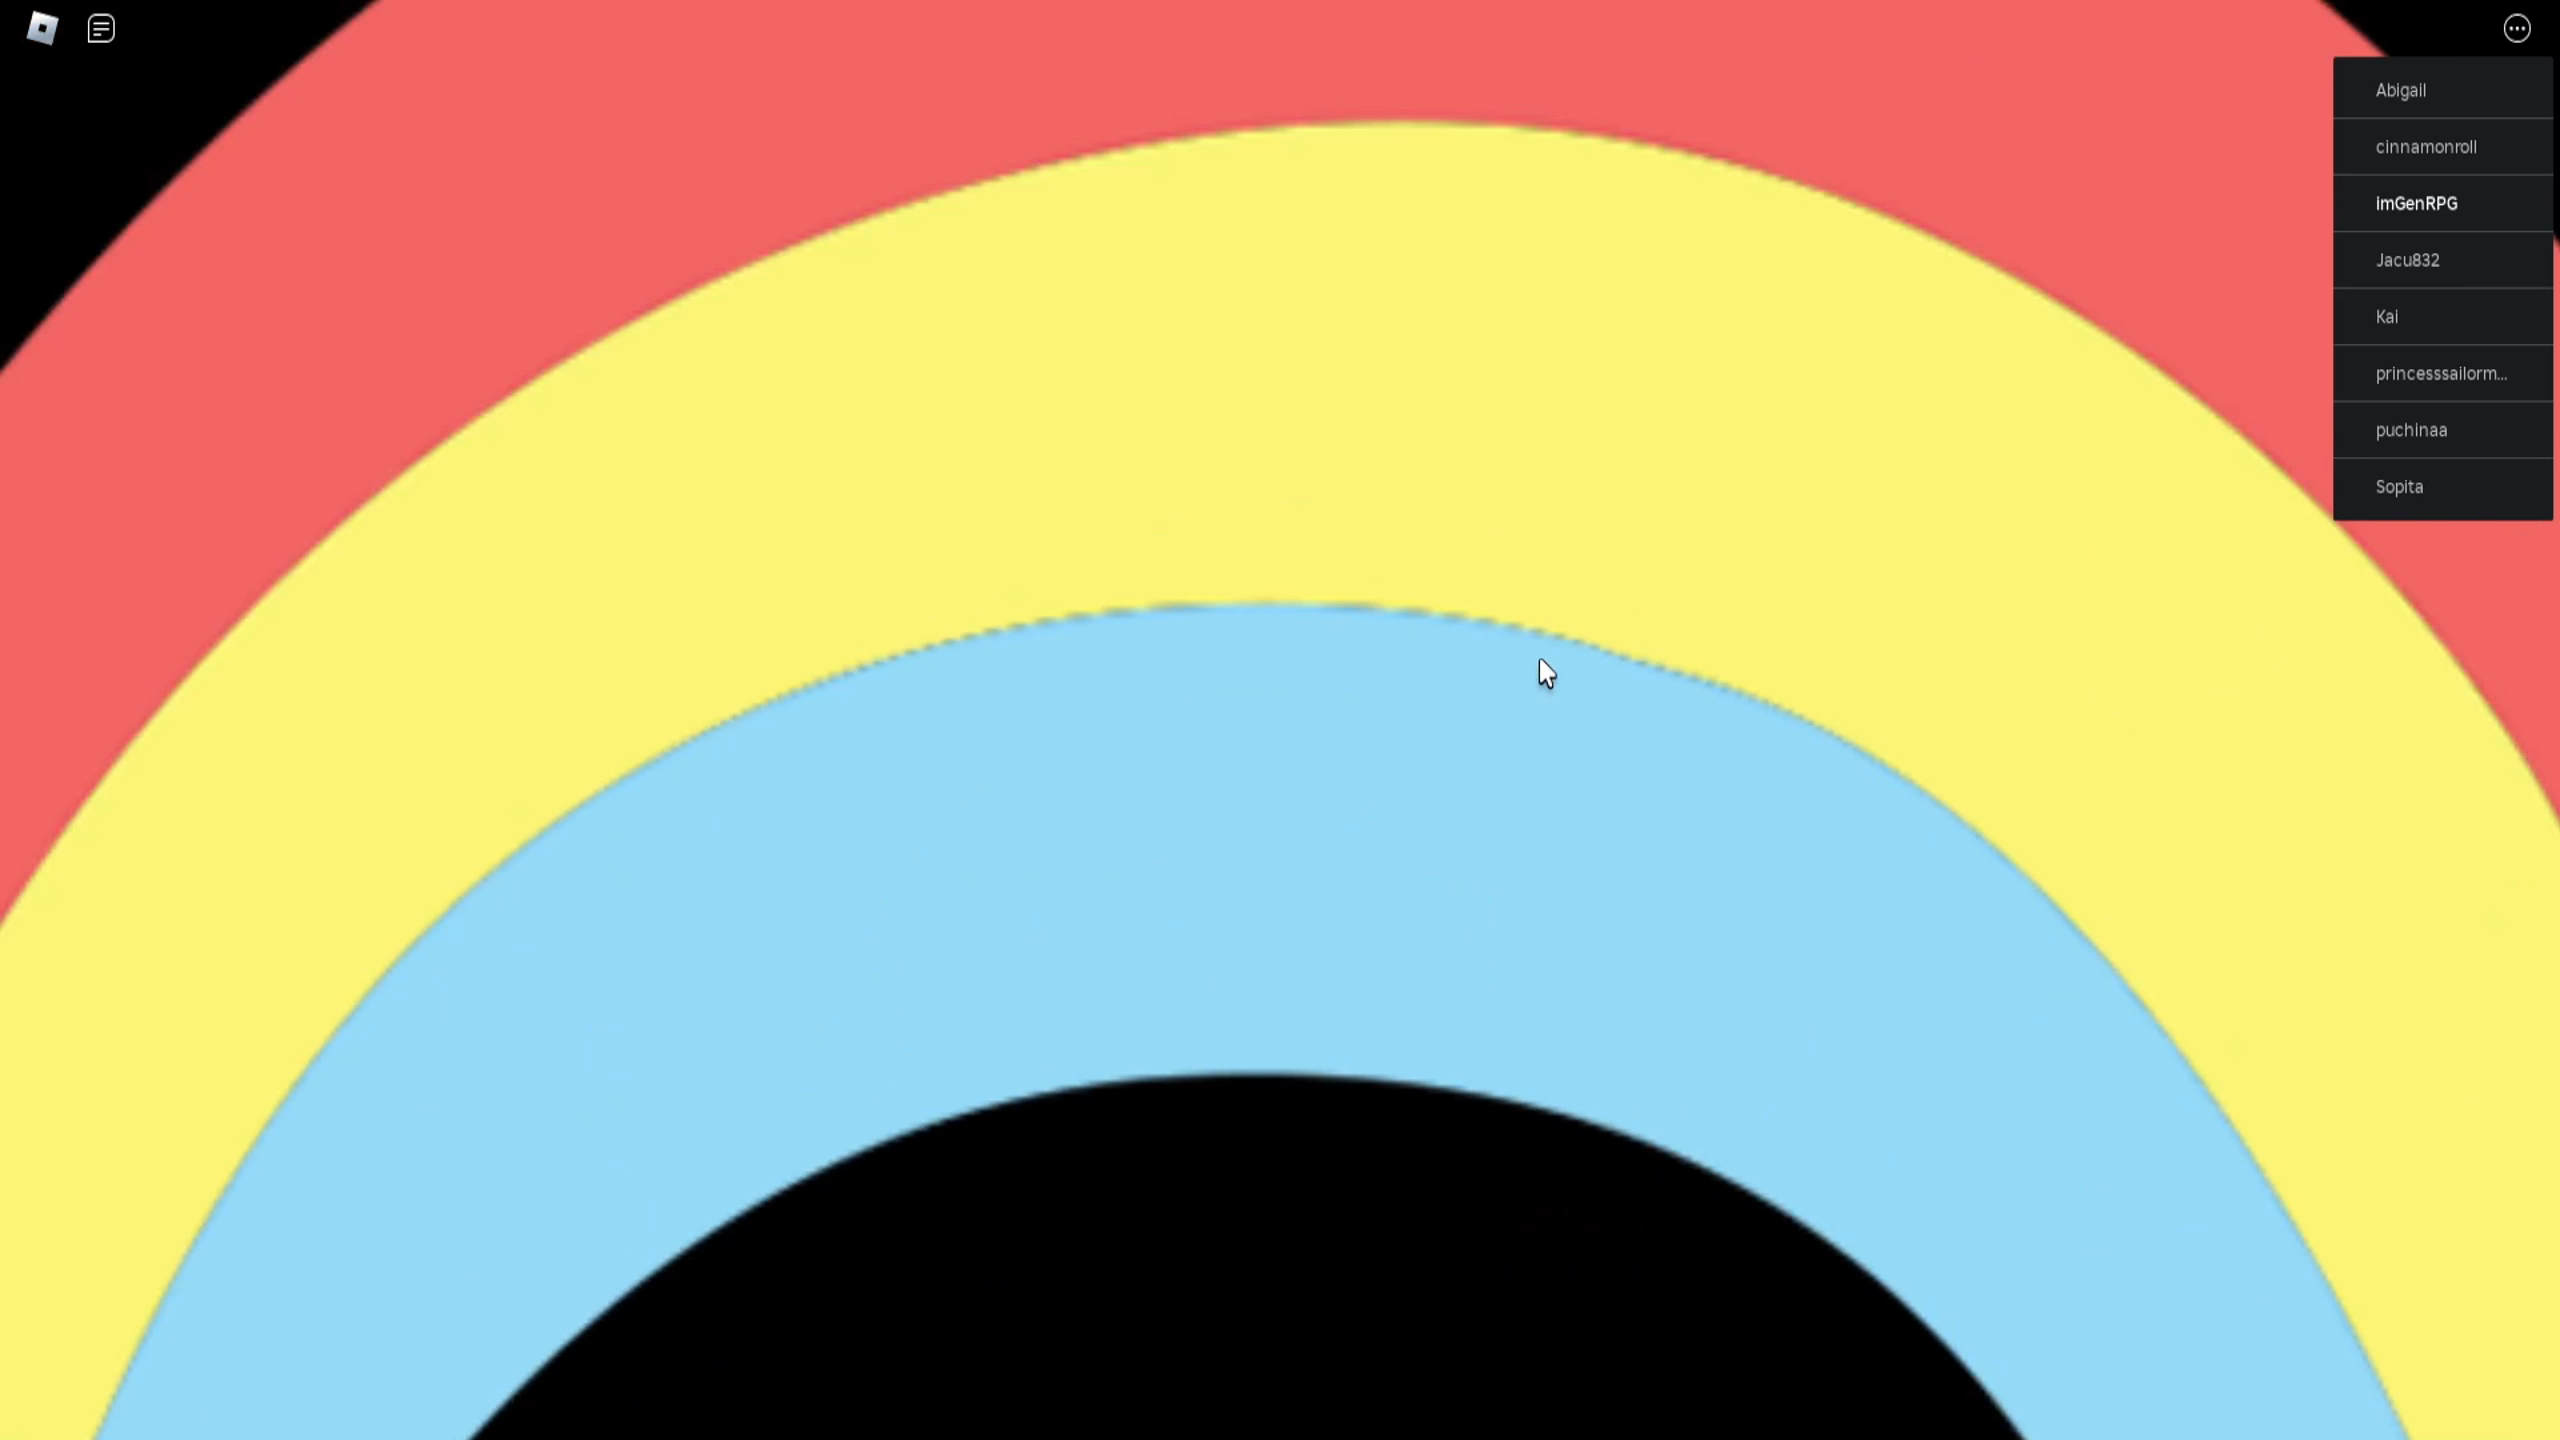 Abigail
cinnamonroll
imGenRPG
Jacu832
Kai
princesssailorm...
puchinaa
Sopita